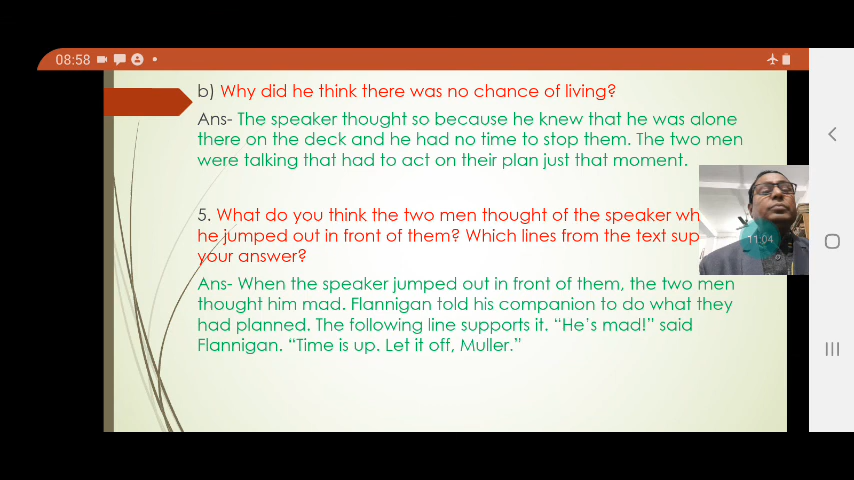 08:58
b) Why did he think there was no chance of living?
Ans- The speaker thought so because he knew that he was alone
there on the deck and he had no time to stop them. The two men
were talking that had to act on their plan just that moment.
5. What do you think the two men thought of the speaker wh
he jumped out in front of them? Which lines from the text sup
your answer?
11:04
Ans- When the speaker jumped out in front of them, the two men
thought him mad. Flannigan told his companion to do what they
had planned. The following line supports it. “He’s mad!” said
Flannigan. “Time is up. Let it off, Muller.”